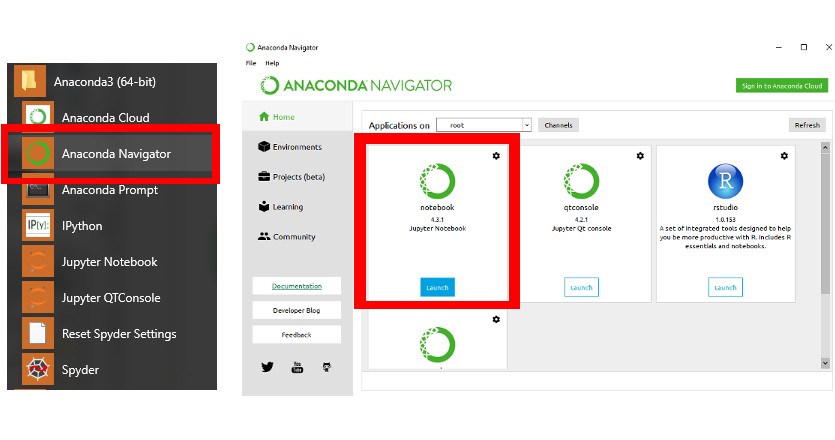 Anaconda3 (64-bit)
Anaconda Cloud
Anaconda Navigator
Anaconda Prompt
IP[y]:
IPython
Jupyter Notebook
Jupyter QTConsole
Reset Spyder Settings
Spyder
Anaconda Navigator
File Help
ANACONDA NAVIGATOR
Sign in to Anaconda Cloud
Home
Environments
Projects (beta)
Learning
Community
Documentation
Developer Blog
Feedback
You Tube
Applications on root Channels Refresh
notebook
4.3.1
Jupyter Notebook
Launch
qtconsole
4.2.1
Jupyter Qt console
Launch
R
rstudio
1.0.153
A set of integrated tools designed to help
you be more productive with R. Includes R
essentials and notebooks.
Launch